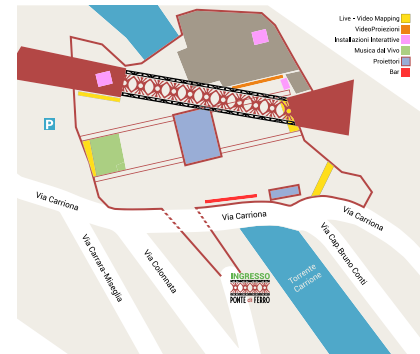 Live - Video Mapping
VideoProiezioni
Installazioni Interattive
Musica dal Vivo
Proiettori
Bar
P
Via Carriona
Via Carriona
Via Carriona
Via Carrara-Miseglia
Via Colonnata
Via Cap. Bruno Conti
Torrente
Carrione
INGRESSO
PONTE di FERRO